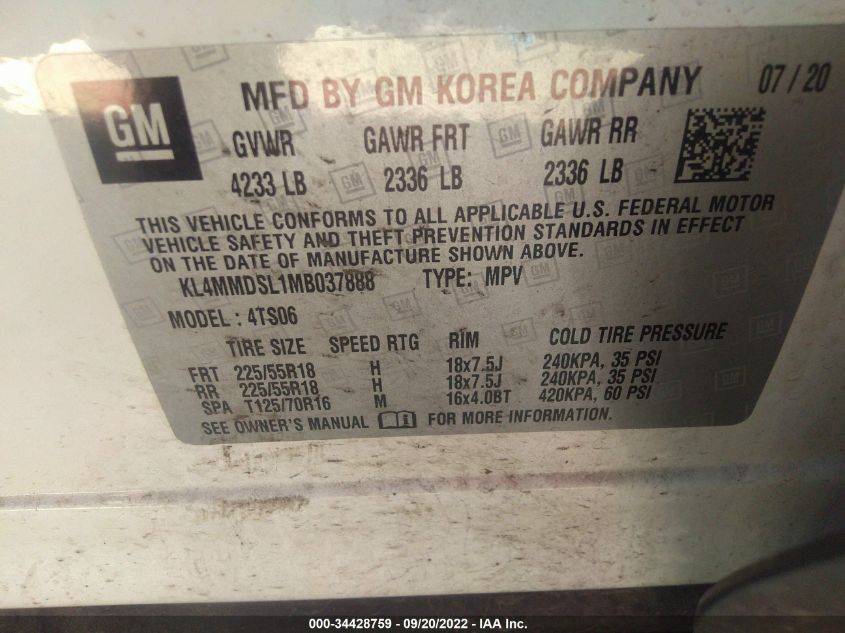 GM
MFD BY GM KOREA COMPANY 07/20
GVWR GAWR FRT GAWR RR
4233 LB 2336 LB 2336 LB
THIS VEHICLE CONFORMS TO ALL APPLICABLE U.S. FEDERAL MOTOR
VEHICLE SAFETY AND THEFT PREVENTION STANDARDS IN EFFECT
ON THE DATE OF MANUFACTURE SHOWN ABOVE.
KL4MMDSL1MB037888 TYPE: MPV
MODEL : 4TS06
TIRE SIZE SPEED RTG RIM COLD TIRE PRESSURE
FRT 225/55R18 H 18x7.5J 240KPA, 35 PSI
RR 225/55R18 H 18x7.5J 240KPA, 35 PSI
SPA T125/70R16 M 16x4.0BT 420KPA, 60 PSI
SEE OWNER'S MANUAL FOR MORE INFORMATION.
000-34428759 - 09/20/2022 - IAA Inc.